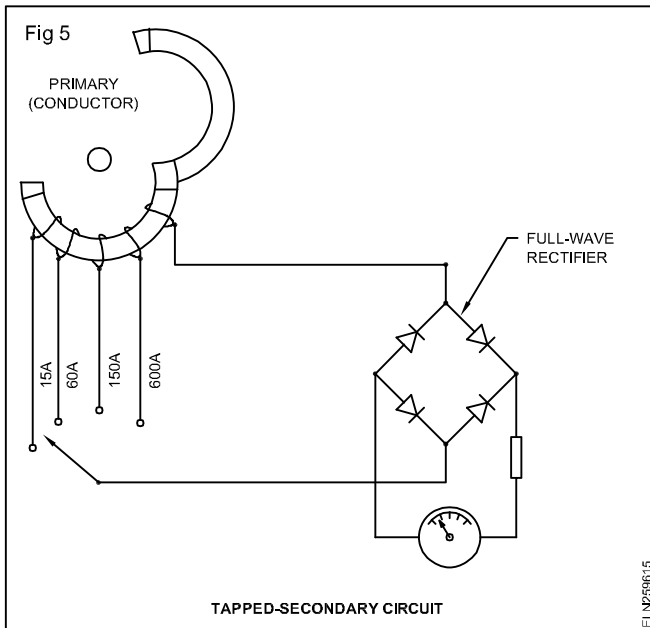 Fig 5
PRIMARY
(CONDUCTOR)
FULL-WAVE
RECTIFIER
15A
60A
150A
600A
TAPPED-SECONDARY CIRCUIT
ELN259615